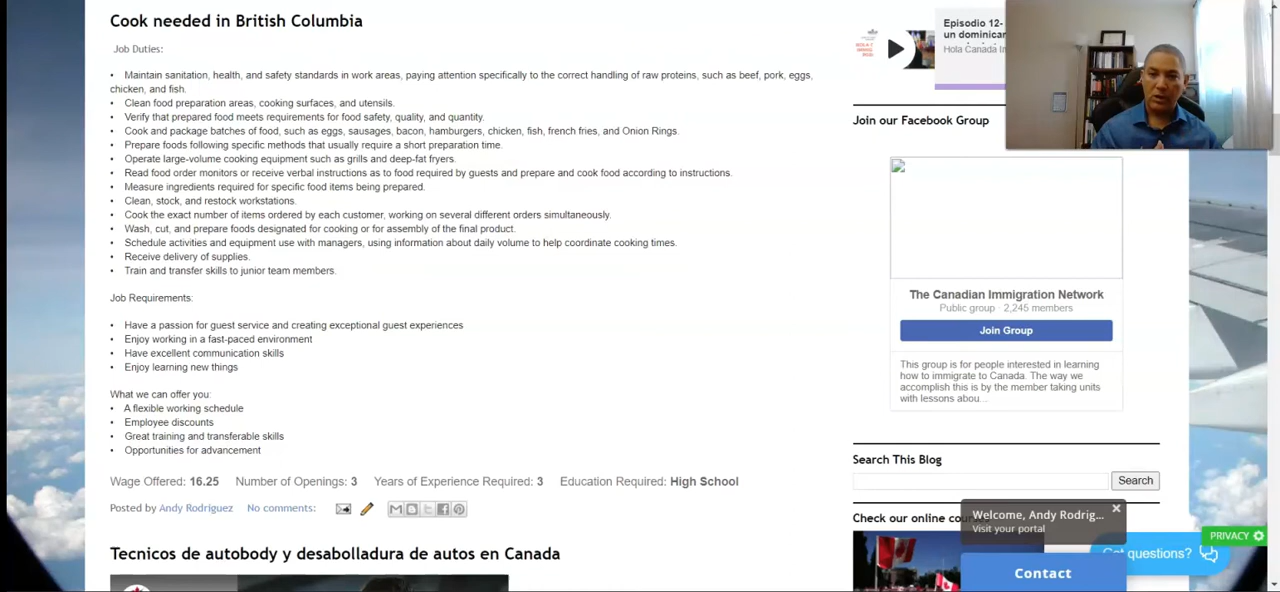 Cook needed in British Columbia
Job Duties:
• Maintain sanitation, health, and safety standards in work areas, paying attention specifically to the correct handling of raw proteins, such as beef, pork, eggs,
chicken, and fish.
• Clean food preparation areas, cooking surfaces, and utensils.
• Verify that prepared food meets requirements for food safety, quality, and quantity.
• Cook and package batches of food, such as eggs, sausages, bacon, hamburgers, chicken, fish, french fries, and Onion Rings.
• Prepare foods following specific methods that usually require a short preparation time.
• Operate large-volume cooking equipment such as grills and deep-fat fryers.
• Read food order monitors or receive verbal instructions as to food required by guests and prepare and cook food according to instructions.
• Measure ingredients required for specific food items being prepared.
• Clean, stock, and restock workstations.
• Cook the exact number of items ordered by each customer, working on several different orders simultaneously.
• Wash, cut, and prepare foods designated for cooking or for assembly of the final product.
• Schedule activities and equipment use with managers, using information about daily volume to help coordinate cooking times.
• Receive delivery of supplies.
• Train and transfer skills to junior team members.
Job Requirements:
• Have a passion for guest service and creating exceptional guest experiences
• Enjoy working in a fast-paced environment
• Have excellent communication skills
• Enjoy learning new things
What we can offer you:
• A flexible working schedule
• Employee discounts
• Great training and transferable skills
• Opportunities for advancement
Wage Offered: 16.25 Number of Openings: 3 Years of Experience Required: 3 Education Required: High School
Posted by Andy Rodriguez No comments:
Tecnicos de autobody y desabolladura de autos en Canada
Episodio 12-
un dominican
Hola Canada
Join our Facebook Group
The Canadian Immigration Network
Public group · 2,245 members
Join Group
This group is for people interested in learning
how to immigrate to Canada. The way we
accomplish this is by the member taking units
with lessons abou...
Search This Blog
Search
Check our online
Welcome, Andy Rodrig...
Visit your portal
PRIVACY
Got questions?
Contact